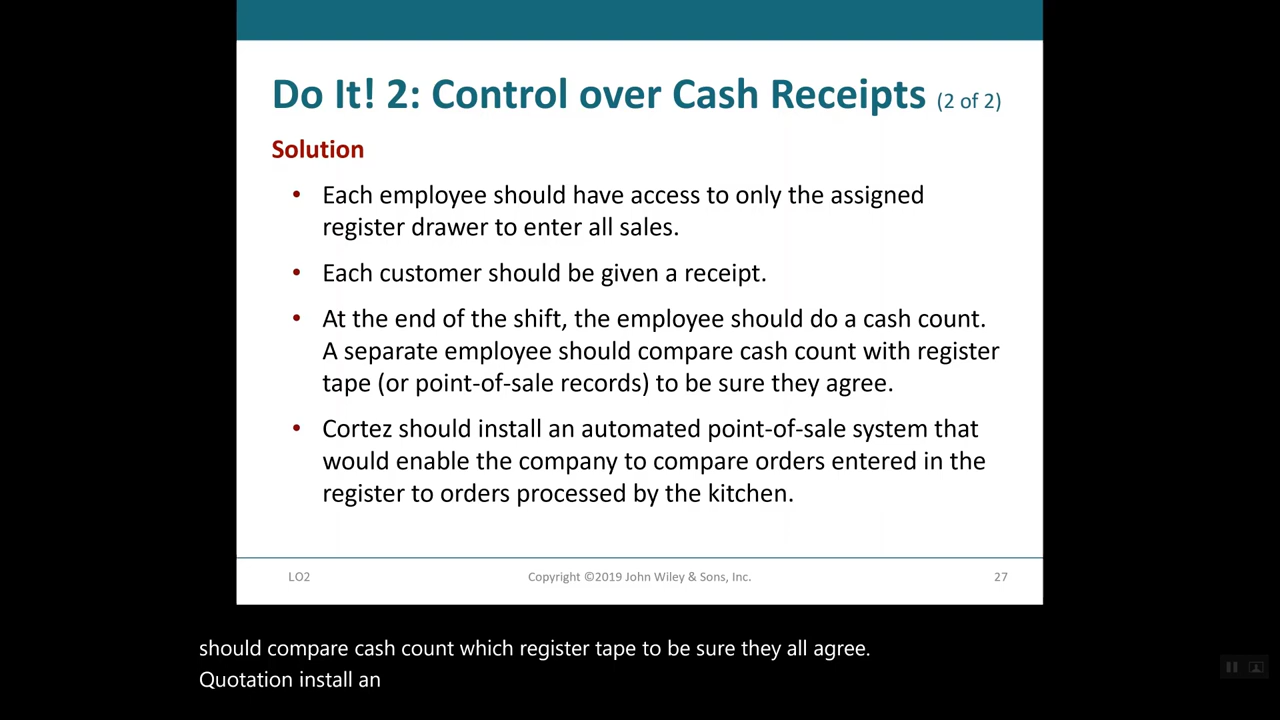 Do It! 2: Control over Cash Receipts (2 of 2)
Solution
• Each employee should have access to only the assigned
register drawer to enter all sales.
• Each customer should be given a receipt.
• At the end of the shift, the employee should do a cash count.
A separate employee should compare cash count with register
tape (or point-of-sale records) to be sure they agree.
• Cortez should install an automated point-of-sale system that
would enable the company to compare orders entered in the
register to orders processed by the kitchen.
LO2 Copyright ©2019 John Wiley & Sons, Inc. 27
should compare cash count which register tape to be sure they all agree.
Quotation install an